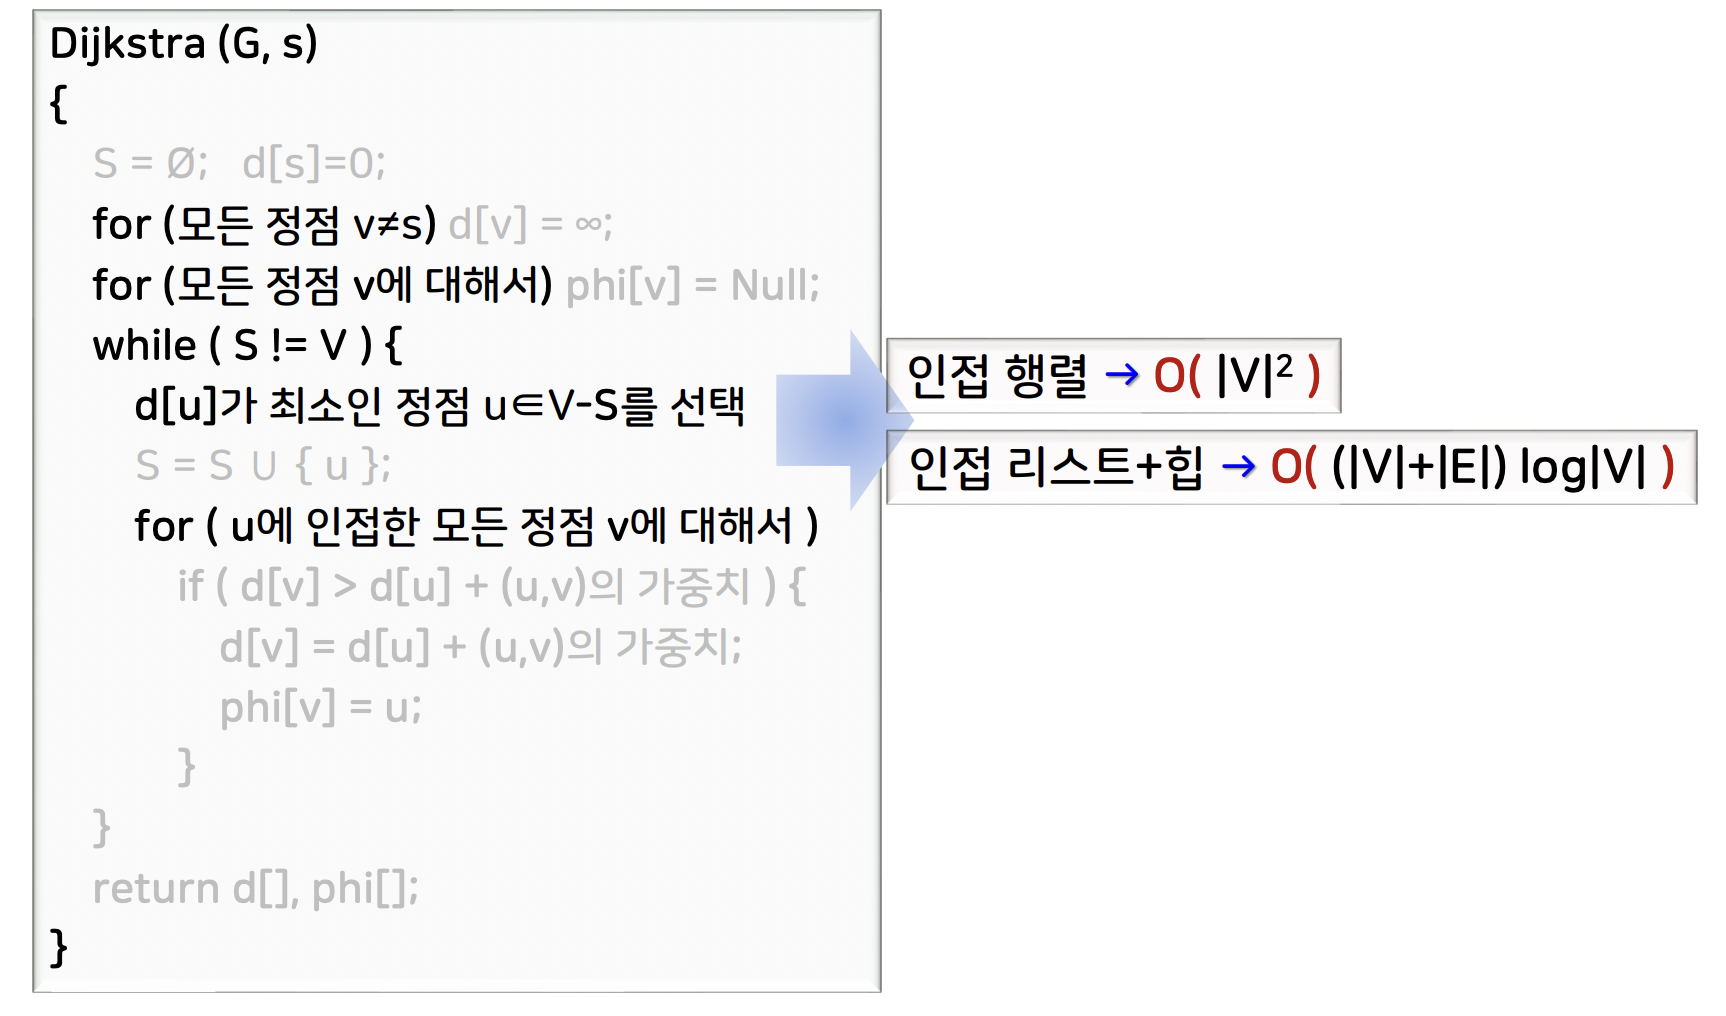 Dijkstra (G, s)
{
S = Ø; d[s]=0;
for (모든 정점 v≠s) d[v] = ∞;
for (모든 정점 v에 대해서) phi[v] = Null;
while ( S != V ) {
d[u]가 최소인 정점 u∈V-S를 선택
S = S ∪ { u };
for ( u에 인접한 모든 정점 v에 대해서 )
if ( d[v] > d[u] + (u,v)의 가중치 ) {
d[v] = d[u] + (u,v)의 가중치;
phi[v] = u;
}
}
return d[], phi[];
}
인접 행렬 → O( |V|² )
인접 리스트+힙 → O( (|V|+|E|) log|V| )